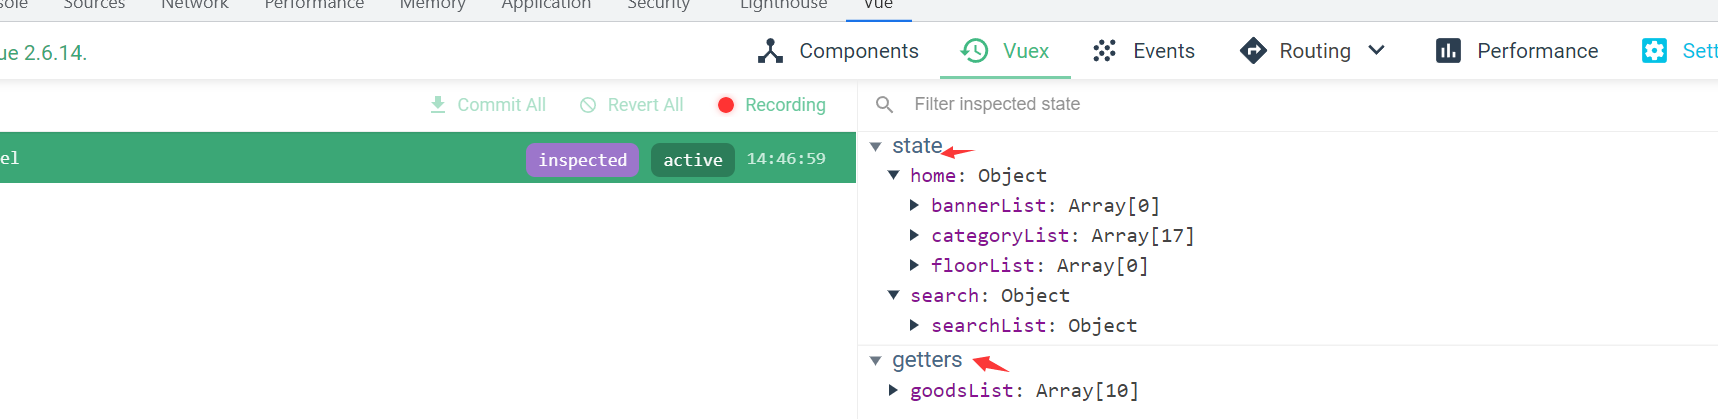 sole Sources Network Performance Memory Application Security Lighthouse Vue
ue 2.6.14. Components Vuex Events Routing Performance Sett
Commit All Revert All Recording Filter inspected state
el inspected active 14:46:59
state
home: Object
bannerList: Array[0]
categoryList: Array[17]
floorList: Array[0]
search: Object
searchList: Object
getters
goodsList: Array[10]